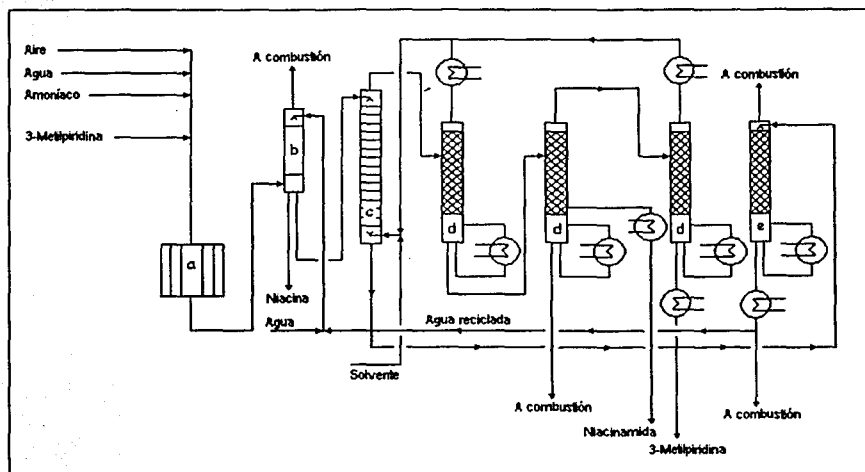 Aire
Agua
Amoníaco
3-Metilpiridina
a
A combustión
b
Niacina
Agua
c
Solvente
Agua reciclada
d
d
A combustión
Niacinamida
d
3-Metilpiridina
A combustión
e
A combustión